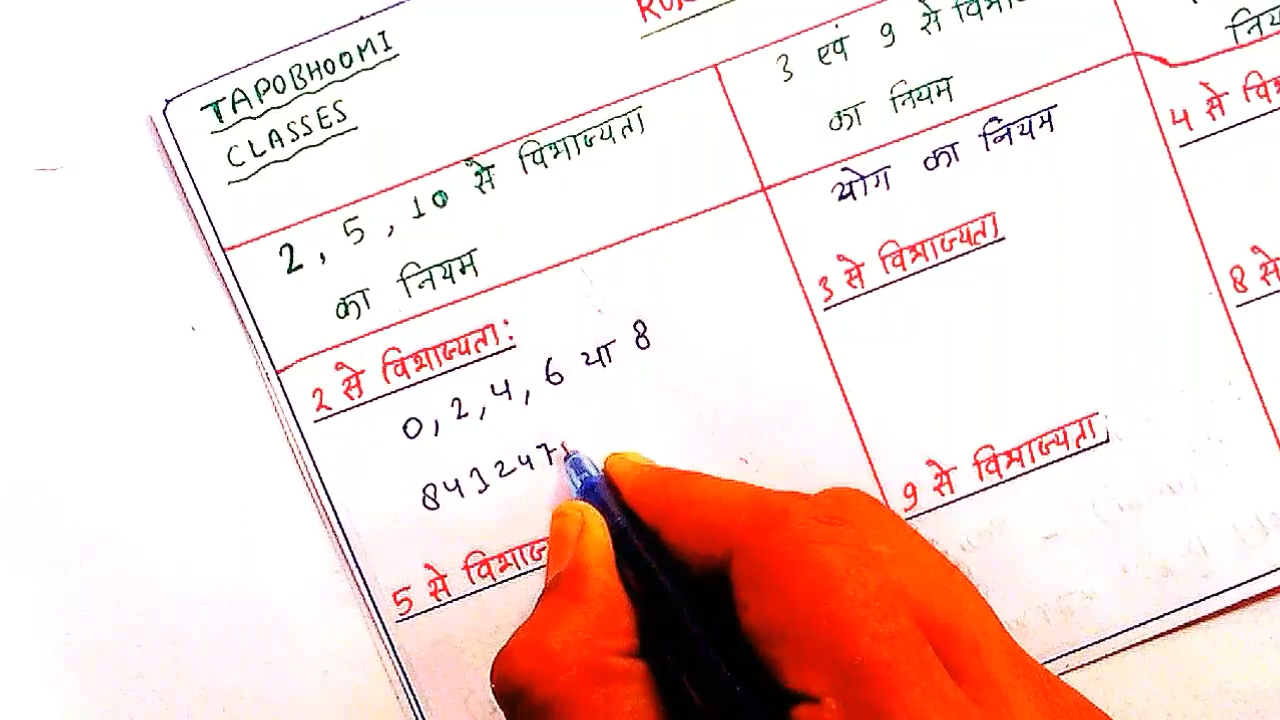 TAPOBHOOMI
CLASSES
2, 5, 10 से विभाज्यता
का नियम
2 से विभाज्यता:
0, 2, 4, 6 या 8
843247
5 से
3 एवं 9 से
का नियम
योग का नियम
3 से विभाज्यता
9 से विभाज्यता
4 से
8 से